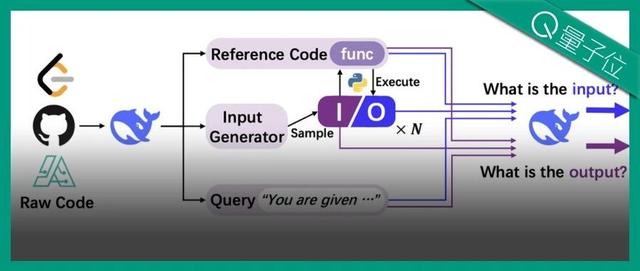 量子位
Reference Code func
Execute
Input
Generator
Sample
I/O
× N
Query "You are given ⋯"
Raw Code
What is the input?
What is the output?